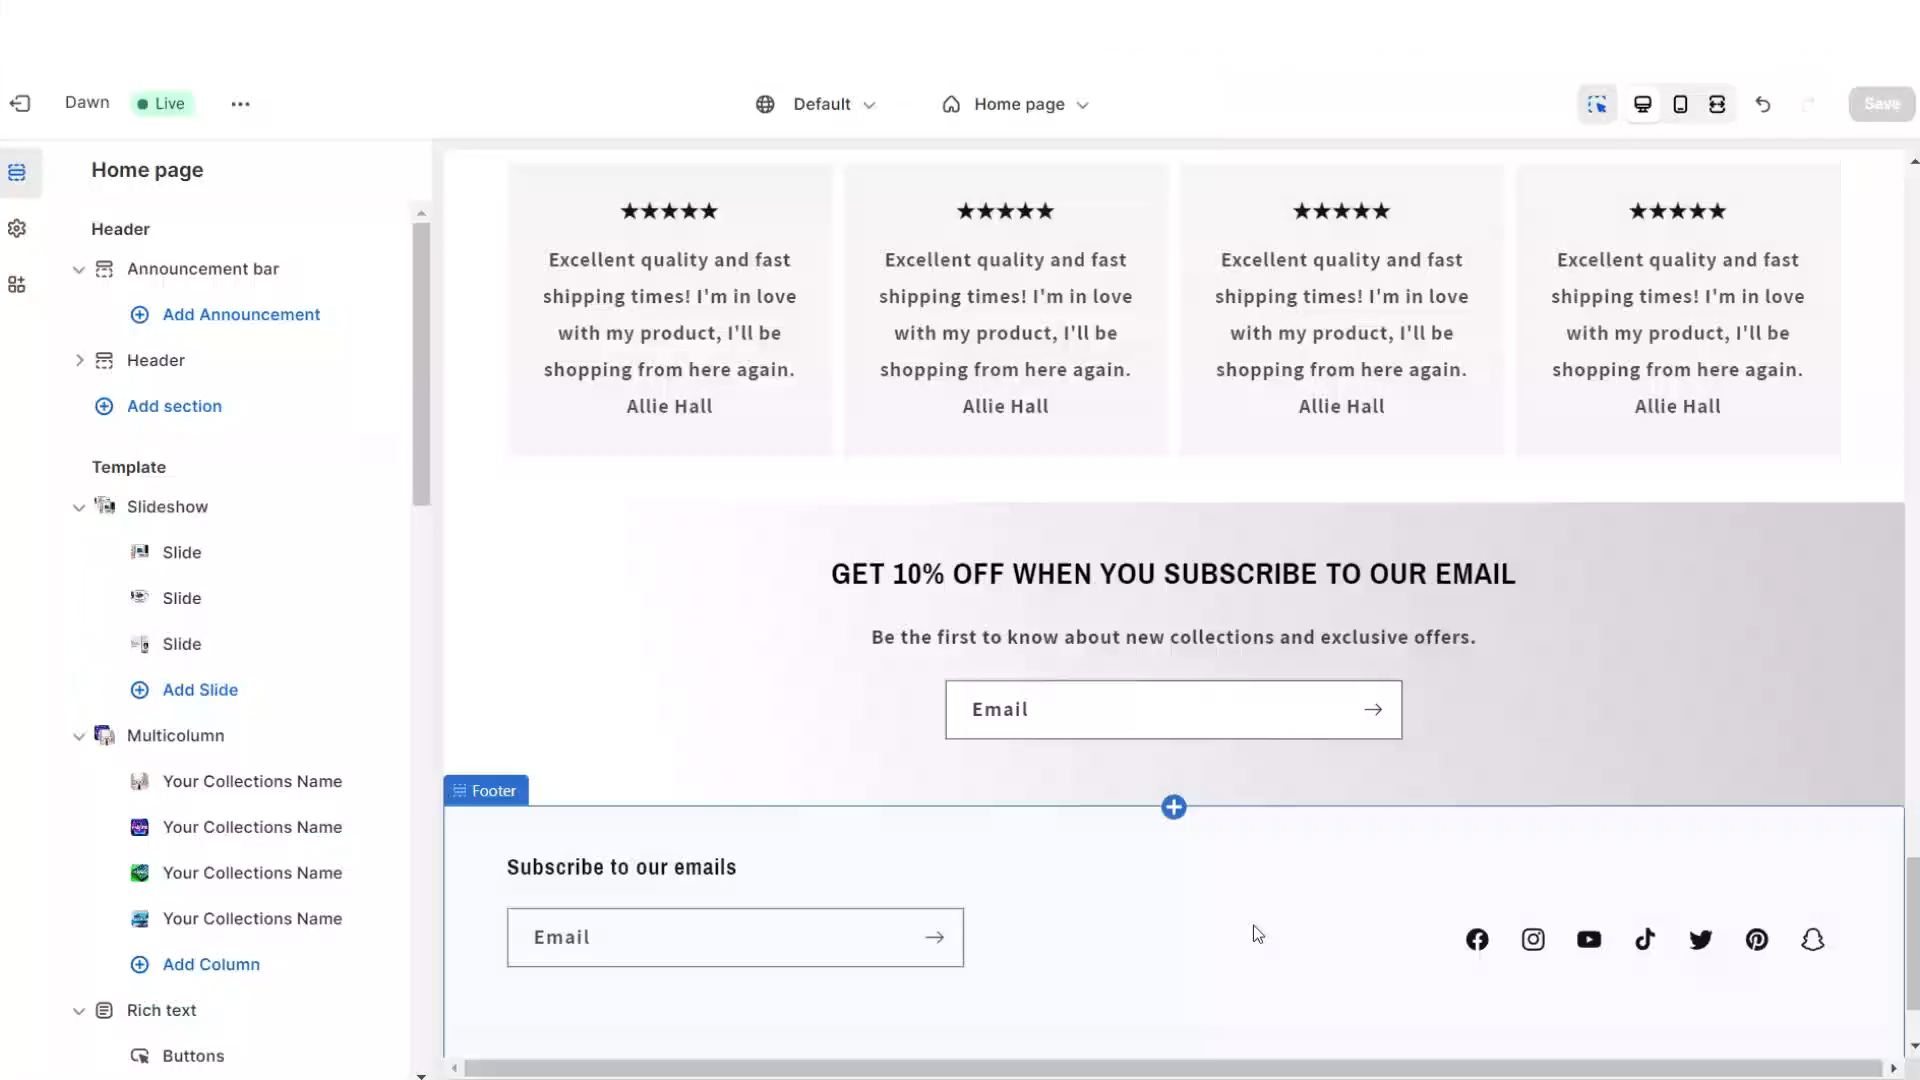 Dawn
Live
Default
Home page
Save
Home page
Header
Announcement bar
Add Announcement
Header
Add section
Template
Slideshow
Slide
Slide
Slide
Add Slide
Multicolumn
Your Collections Name
Your Collections Name
Your Collections Name
Your Collections Name
Add Column
Rich text
Buttons
★★★★★
Excellent quality and fast
shipping times! I'm in love
with my product, I'll be
shopping from here again.
Allie Hall
★★★★★
Excellent quality and fast
shipping times! I'm in love
with my product, I'll be
shopping from here again.
Allie Hall
★★★★★
Excellent quality and fast
shipping times! I'm in love
with my product, I'll be
shopping from here again.
Allie Hall
★★★★★
Excellent quality and fast
shipping times! I'm in love
with my product, I'll be
shopping from here again.
Allie Hall
GET 10% OFF WHEN YOU SUBSCRIBE TO OUR EMAIL
Be the first to know about new collections and exclusive offers.
Email
Footer
Subscribe to our emails
Email